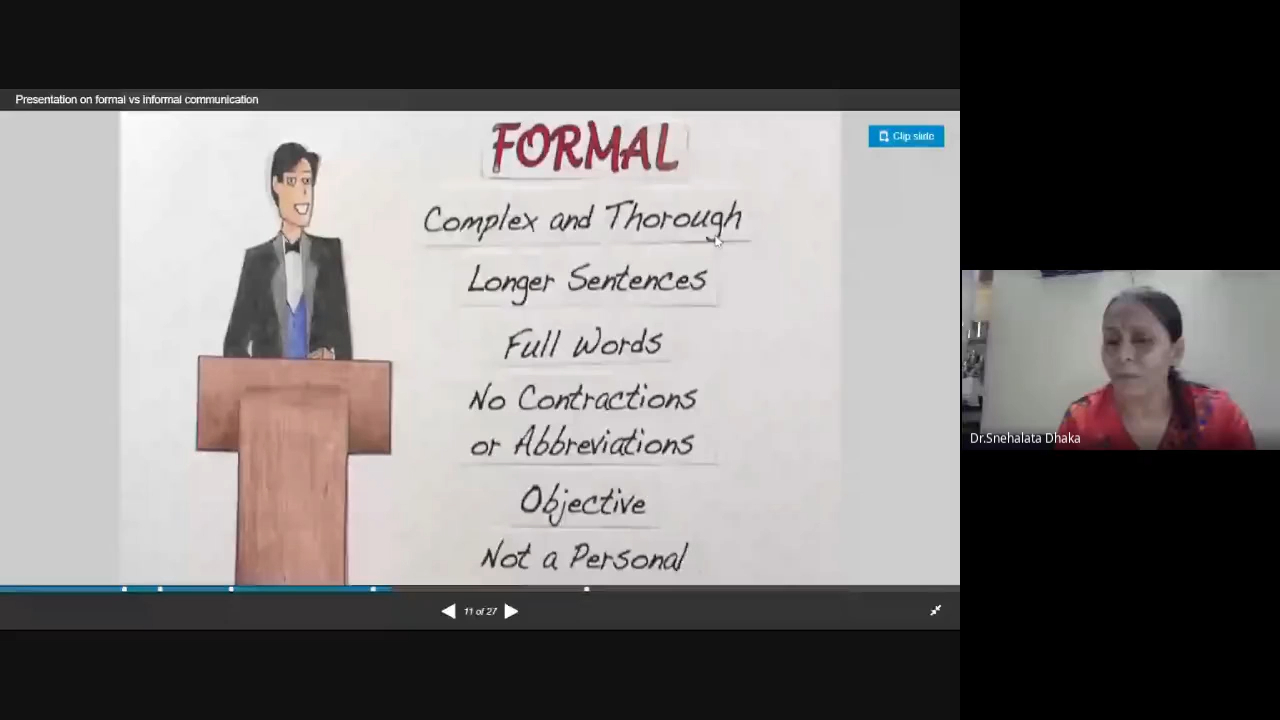 Presentation on formal vs informal communication
Clip slide
FORMAL
Complex and Thorough
Longer Sentences
Full Words
No Contractions
or Abbreviations
Objective
Not a Personal
Dr.Snehalata Dhaka
11 of 27